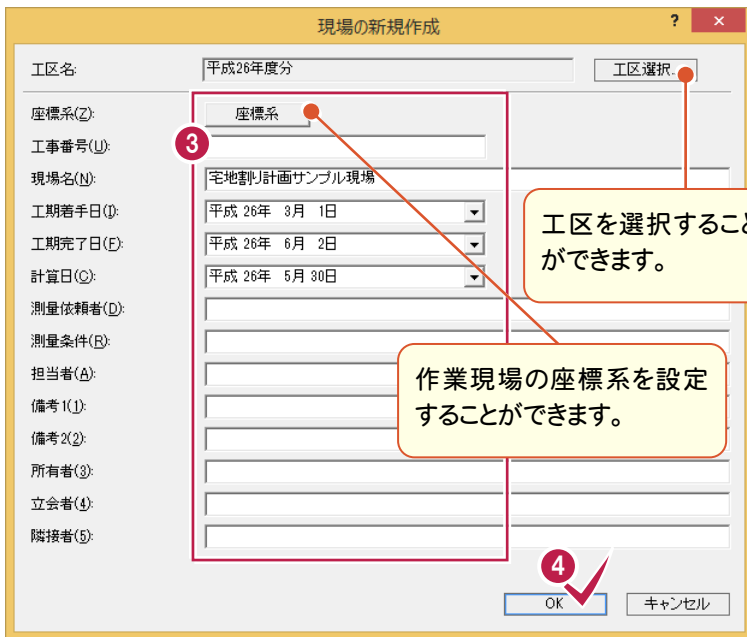 現場の新規作成 ? ×
工区名: 平成26年度分 工区選択...
座標系(Z): 座標系
3
工事番号(U):
現場名(N): 宅地割り計画サンプル現場
工期着手日(I): 平成 26年 3月 1日
工期完了日(F): 平成 26年 6月 2日
計算日(C): 平成 26年 5月 30日
工区を選択すること
ができます。
測量依頼者(D):
測量条件(R):
担当者(A):
備考1(1):
備考2(2):
作業現場の座標系を設定
することができます。
所有者(3):
立会者(4):
隣接者(5):
4
OK キャンセル